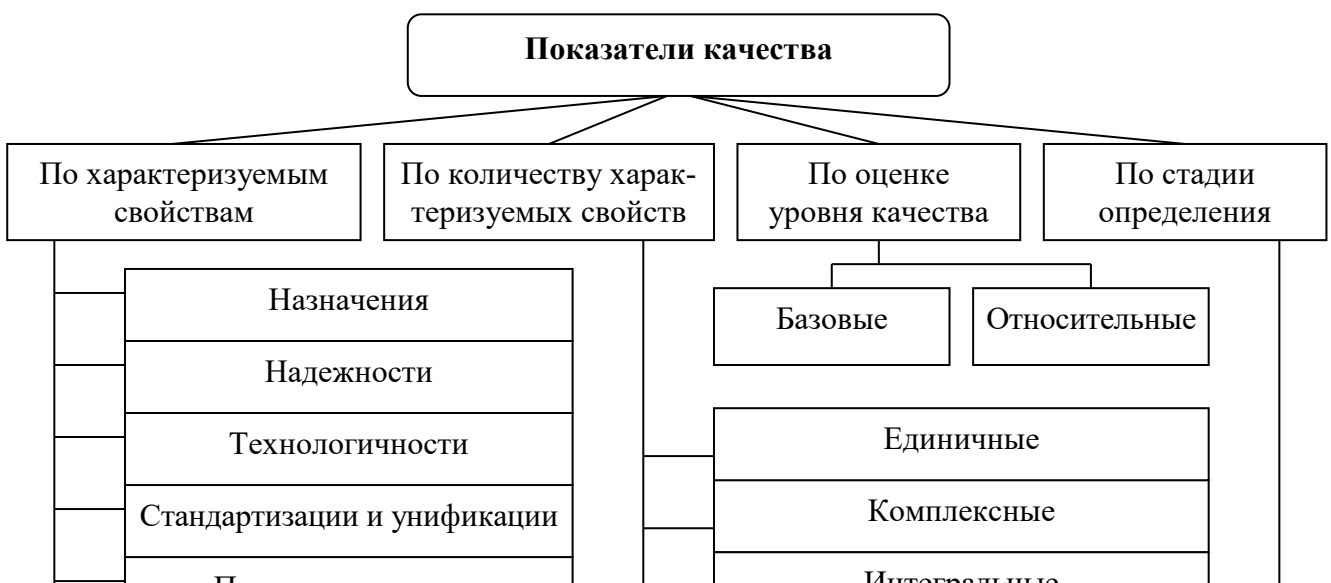 Показатели качества
По характеризуемым
свойствам
По количеству харак-
теризуемых свойств
По оценке
уровня качества
По стадии
определения
Назначения
Надежности
Технологичности
Стандартизации и унификации
Базовые
Относительные
Единичные
Комплексные
Интегральные